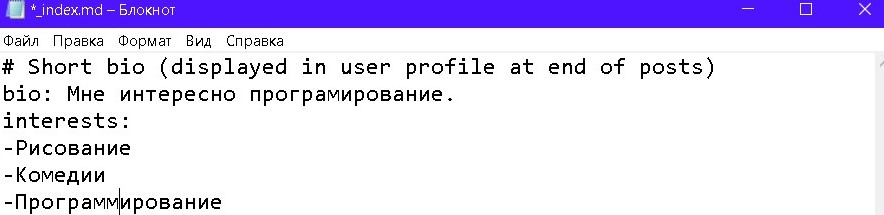 *_index.md – Блокнот
Файл Правка Формат Вид Справка
# Short bio (displayed in user profile at end of posts)
bio: Мне интересно програмирование.
interests:
-Рисование
-Комедии
-Программирование